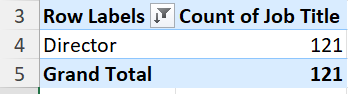 3 Row Labels Count of Job Title
4 Director 121
5 Grand Total 121